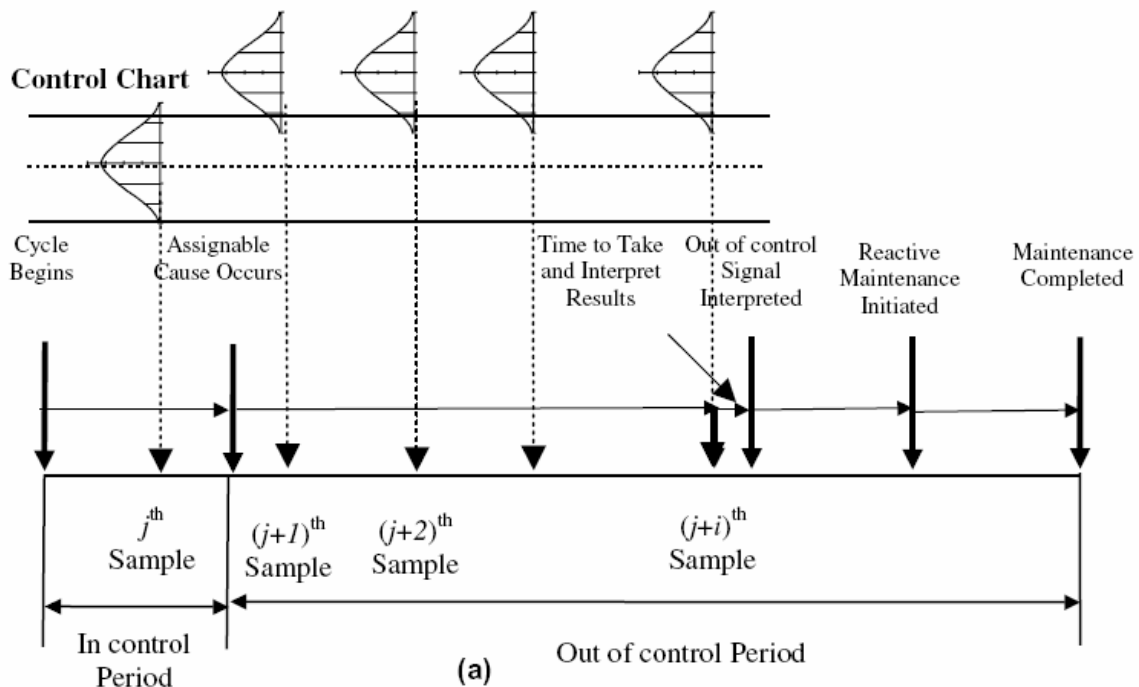 Control Chart
Cycle
Begins
Assignable
Cause Occurs
Time to Take
and Interpret
Results
Out of control
Signal
Interpreted
Reactive
Maintenance
Initiated
Maintenance
Completed
jth
Sample
(j+1)th
Sample
(j+2)th
Sample
(j+i)th
Sample
In control
Period
Out of control Period
(a)